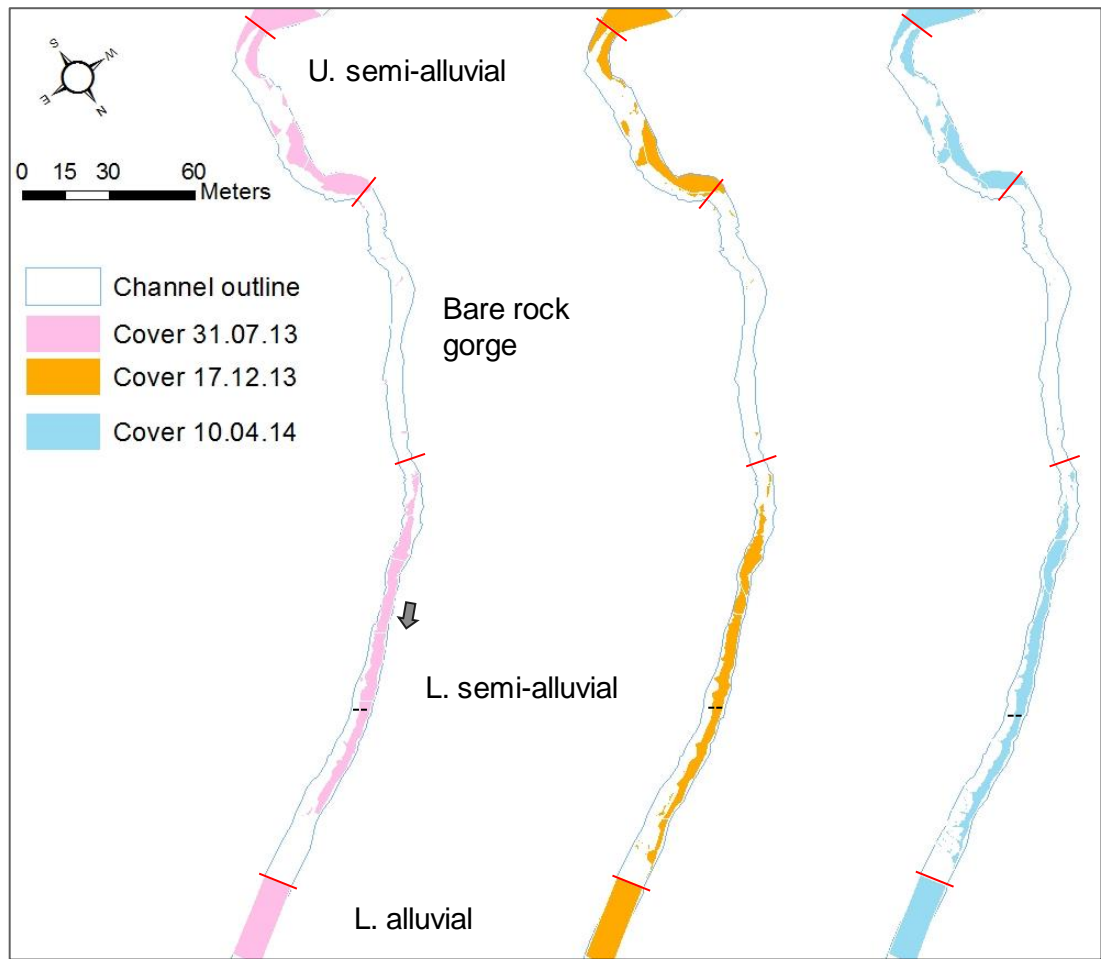 S
W
E
N
U. semi-alluvial
0 15 30 60
Meters
Channel outline
Cover 31.07.13
Cover 17.12.13
Cover 10.04.14
Bare rock
gorge
L. semi-alluvial
L. alluvial